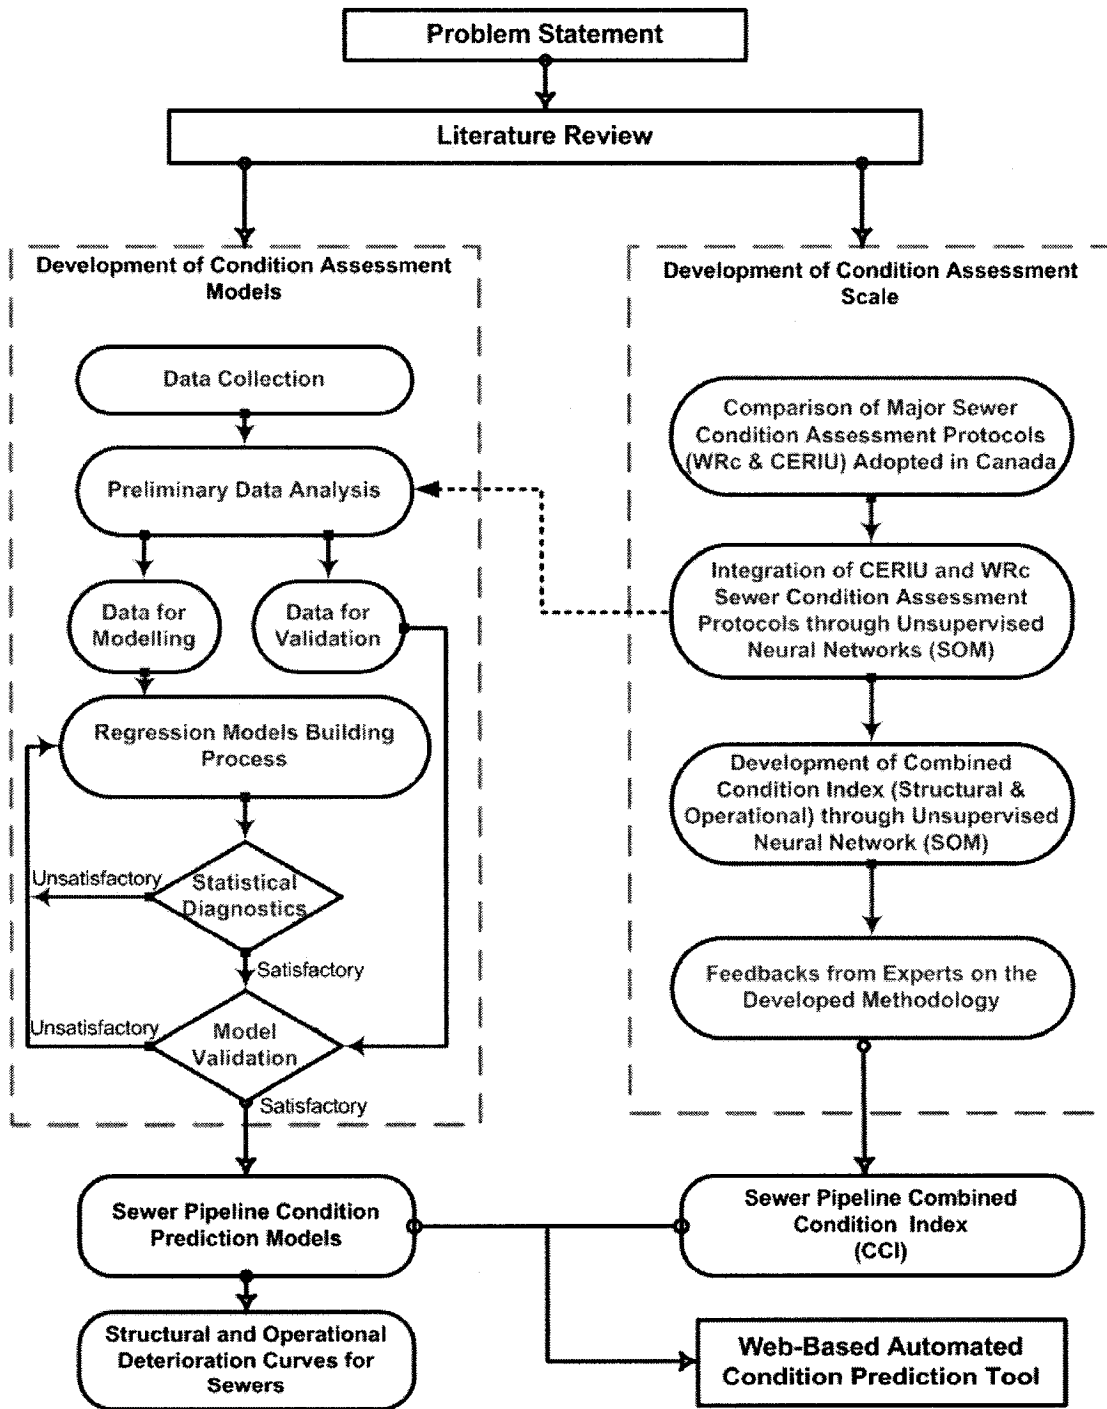 Problem Statement
Literature Review
Development of Condition Assessment
Models
Data Collection
Preliminary Data Analysis
Data for
Modelling
Data for
Validation
Regression Models Building
Process
Unsatisfactory
Statistical
Diagnostics
Satisfactory
Unsatisfactory
Model
Validation
Satisfactory
Sewer Pipeline Condition
Prediction Models
Structural and Operational
Deterioration Curves for
Sewers
Development of Condition Assessment
Scale
Comparison of Major Sewer
Condition Assessment Protocols
(WRc & CERIU) Adopted in Canada
Integration of CERIU and WRc
Sewer Condition Assessment
Protocols through Unsupervised
Neural Networks (SOM)
Development of Combined
Condition Index (Structural &
Operational) through Unsupervised
Neural Network (SOM)
Feedbacks from Experts on the
Developed Methodology
Sewer Pipeline Combined
Condition Index
(CCI)
Web-Based Automated
Condition Prediction Tool